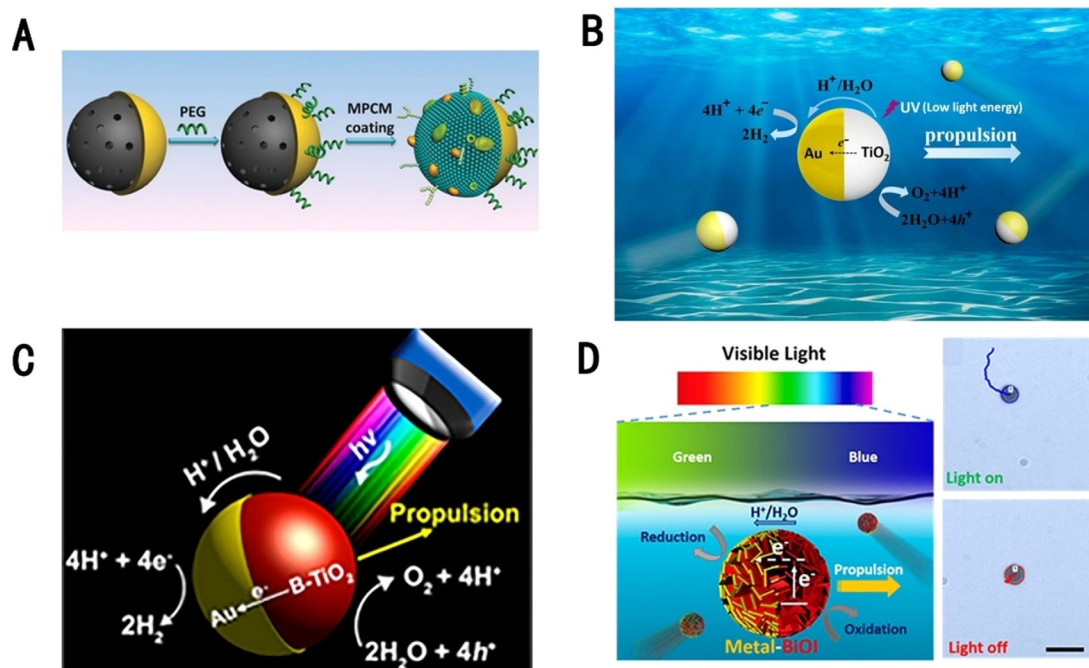 A
PEG
MPCM
coating
B
H⁺/H₂O
4H⁺ + 4e⁻
2H₂
UV (Low light energy)
propulsion
e⁻
Au
TiO₂
O₂+4H⁺
2H₂O+4h⁺
C
hv
H⁺/H₂O
Propulsion
4H⁺ + 4e⁻
2H₂
e⁻
Au
B-TiO₂
O₂ + 4H⁺
2H₂O + 4h⁺
D
Visible Light
Green
Blue
H⁺/H₂O
Reduction
e⁻
e⁻
Propulsion
Oxidation
Metal-BiOI
Light on
Light off